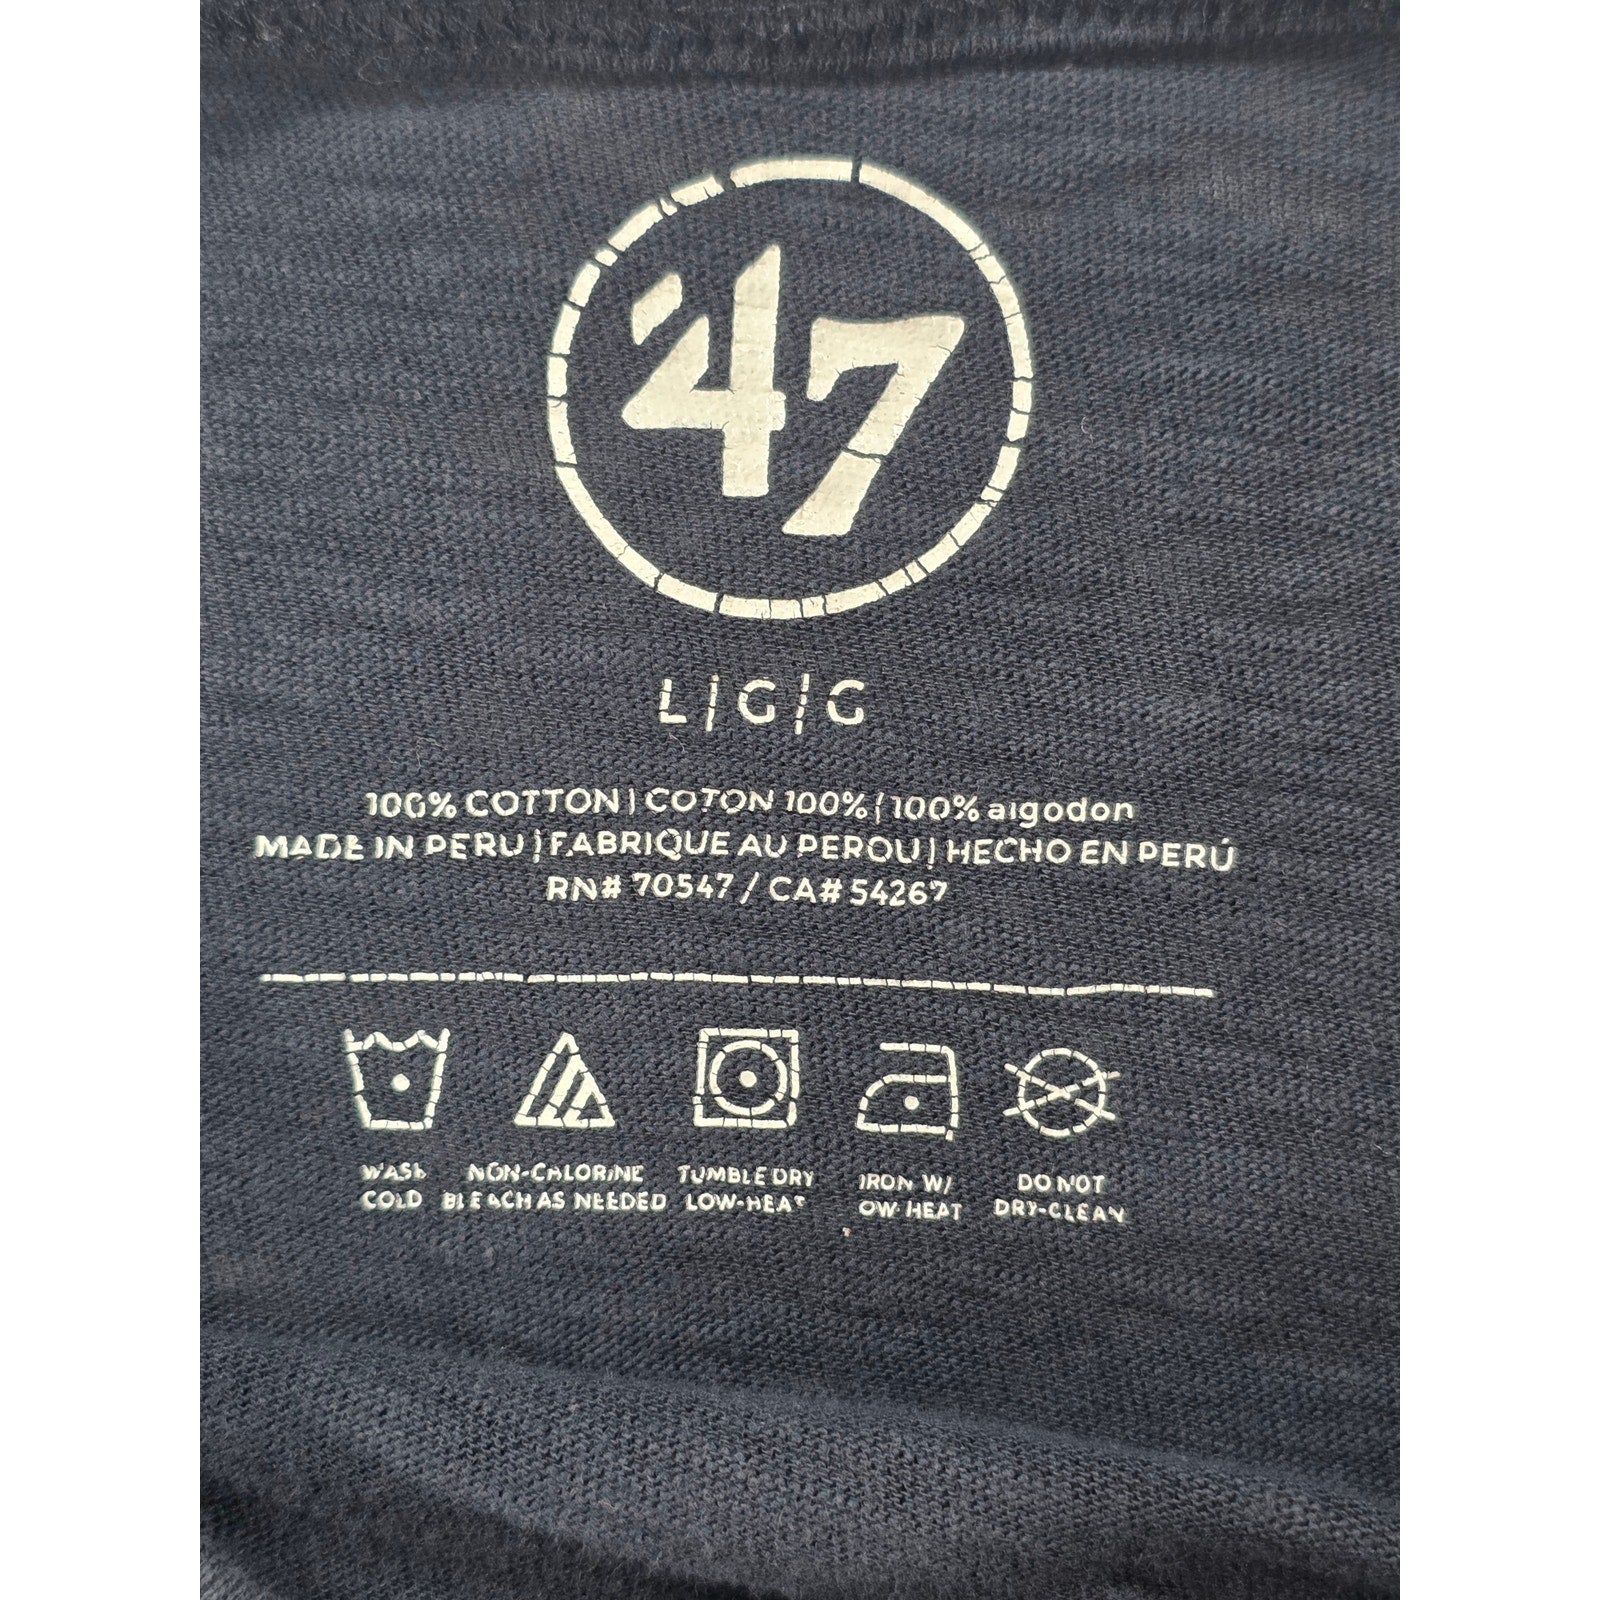 '47
L | G | G
100% COTTON | COTON 100% | 100% algodon
MADE IN PERU | FABRIQUE AU PEROU | HECHO EN PERÚ
RN# 70547 / CA# 54267
WASH COLD
NON-CHLORINE BLEACH AS NEEDED
TUMBLE DRY LOW-HEAT
IRON W/ OW HEAT
DO NOT DRY-CLEAN